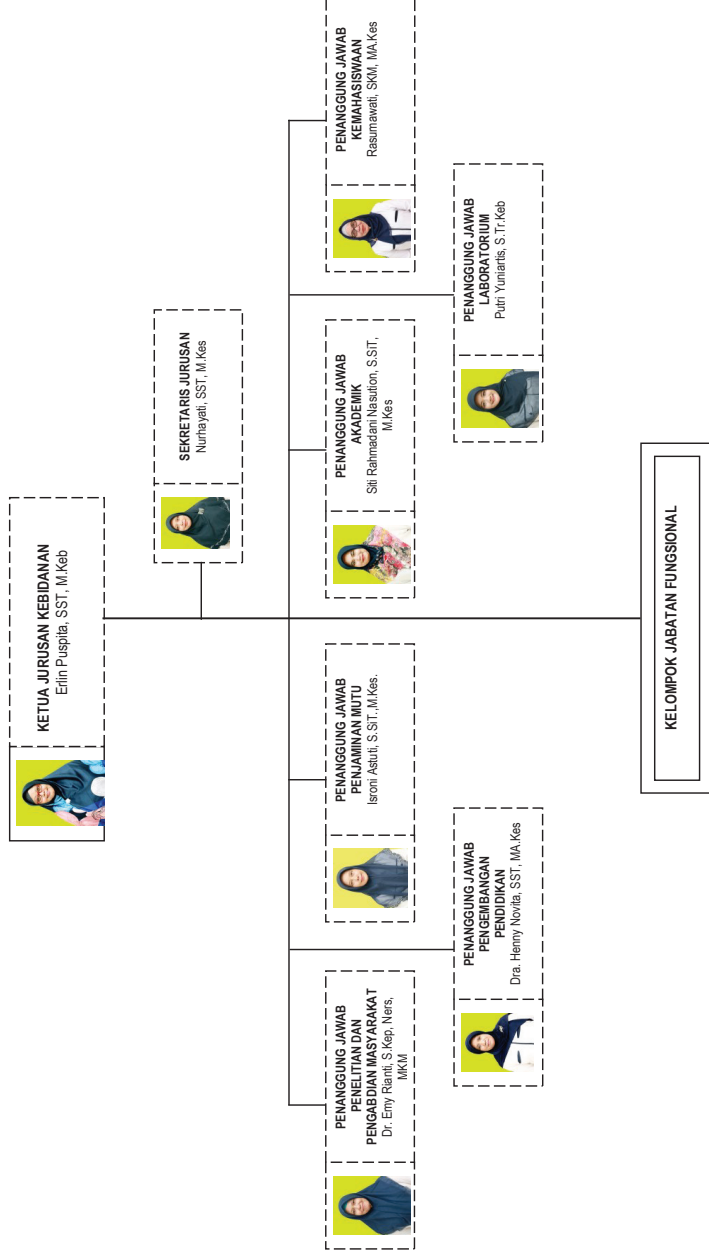 KETUA JURUSAN KEBIDANAN
Erlin Puspita, SST, M.Keb
SEKRETARIS JURUSAN
Nurhayati, SST, M.Kes
PENANGGUNG JAWAB
PENELITIAN DAN
PENGABDIAN MASYARAKAT
Dr. Emy Rianti, S.Kep, Ners,
MKM
PENANGGUNG JAWAB
PENJAMINAN MUTU
Isroni Astuti, S.SiT.,M.Kes.
PENANGGUNG JAWAB
AKADEMIK
Siti Rahmadani Nasution, S.SiT,
M.Kes
PENANGGUNG JAWAB
KEMAHASISWAAN
Rasumawati, SKM, MA.Kes
PENANGGUNG JAWAB
PENGEMBANGAN
PENDIDIKAN
Dra. Henny Novita, SST, MA.Kes
PENANGGUNG JAWAB
LABORATORIUM
Putri Yuniartis, S.Tr.Keb
KELOMPOK JABATAN FUNGSIONAL